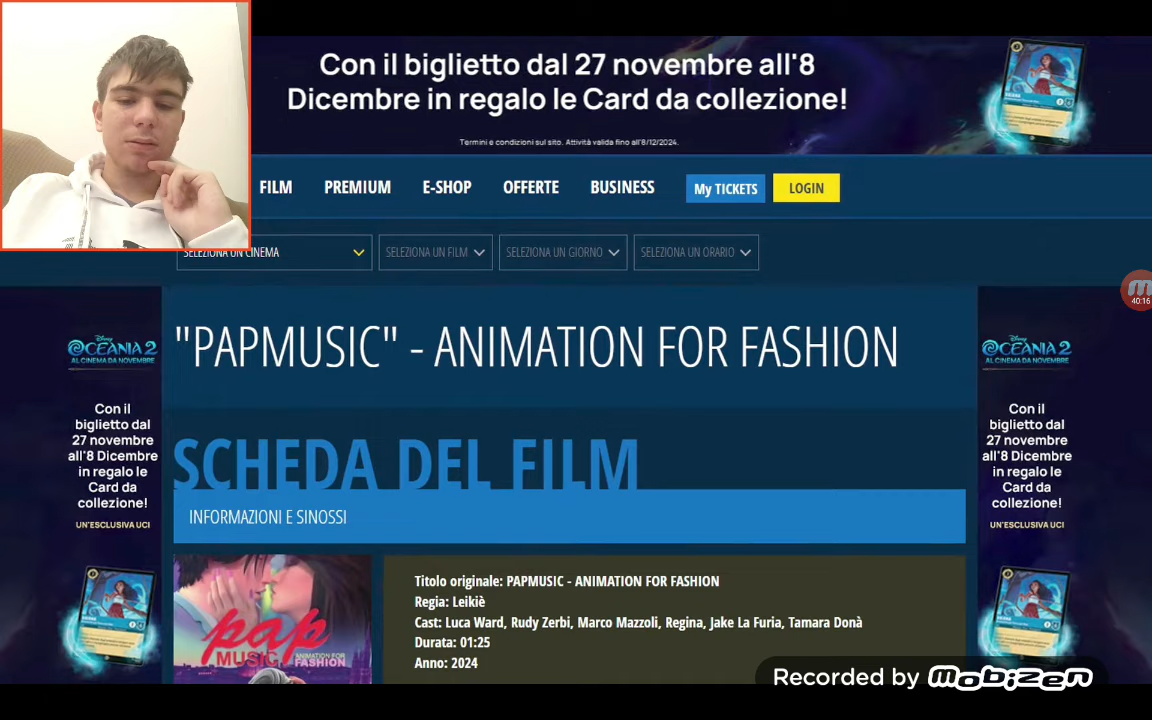 Con il biglietto dal 27 novembre all'8
Dicembre in regalo le Card da collezione!
Termini e condizioni sul sito. Attività valida fino all'8/12/2024.
FILM
PREMIUM
E-SHOP
OFFERTE
BUSINESS
My TICKETS
LOGIN
SELEZIONA UN CINEMA
SELEZIONA UN FILM
SELEZIONA UN GIORNO
SELEZIONA UN ORARIO
40:16
"PAPMUSIC" - ANIMATION FOR FASHION
Disney
OCEANIA 2
AL CINEMA DA NOVEMBRE
Con il
biglietto dal
27 novembre
all'8 Dicembre
in regalo le
Card da
collezione!
UN'ESCLUSIVA UCI
SCHEDA DEL FILM
INFORMAZIONI E SINOSSI
pap
MUSIC
ANIMATION FOR
FASHION
Titolo originale: PAPMUSIC - ANIMATION FOR FASHION
Regia: Leikiè
Cast: Luca Ward, Rudy Zerbi, Marco Mazzoli, Regina, Jake La Furia, Tamara Donà
Durata: 01:25
Anno: 2024
Disney
OCEANIA 2
AL CINEMA DA NOVEMBRE
Con il
biglietto dal
27 novembre
all'8 Dicembre
in regalo le
Card da
collezione!
UN'ESCLUSIVA UCI
Recorded by Mobizen